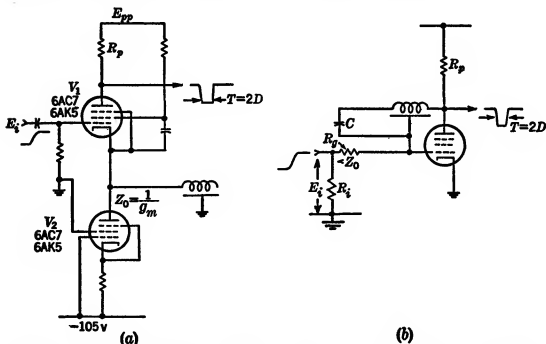 E_pp
R_p
V_1
6AC7
6AK5
T=2D
E_i
Z_0=1/g_m
V_2
6AC7
6AK5
−105v
(a)
R_p
C
T=2D
R_g
Z_0
E_i
R_i
(b)